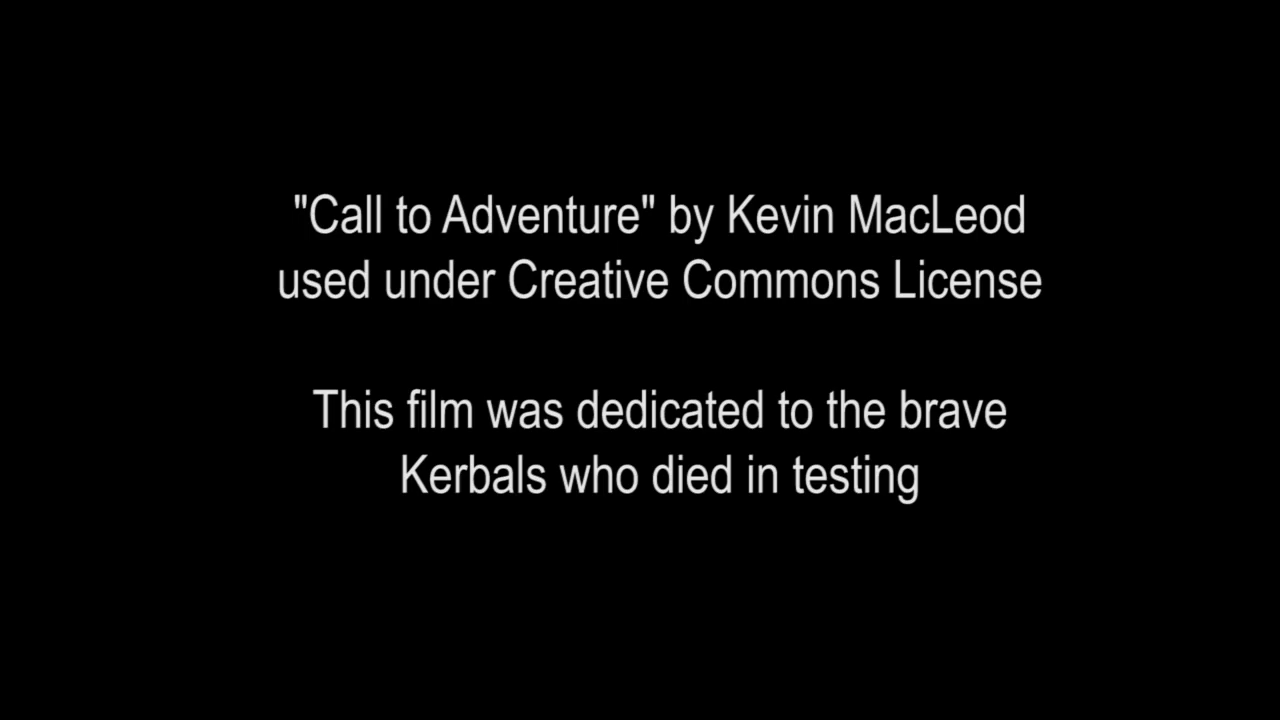 "Call to Adventure" by Kevin MacLeod
used under Creative Commons License
This film was dedicated to the brave
Kerbals who died in testing